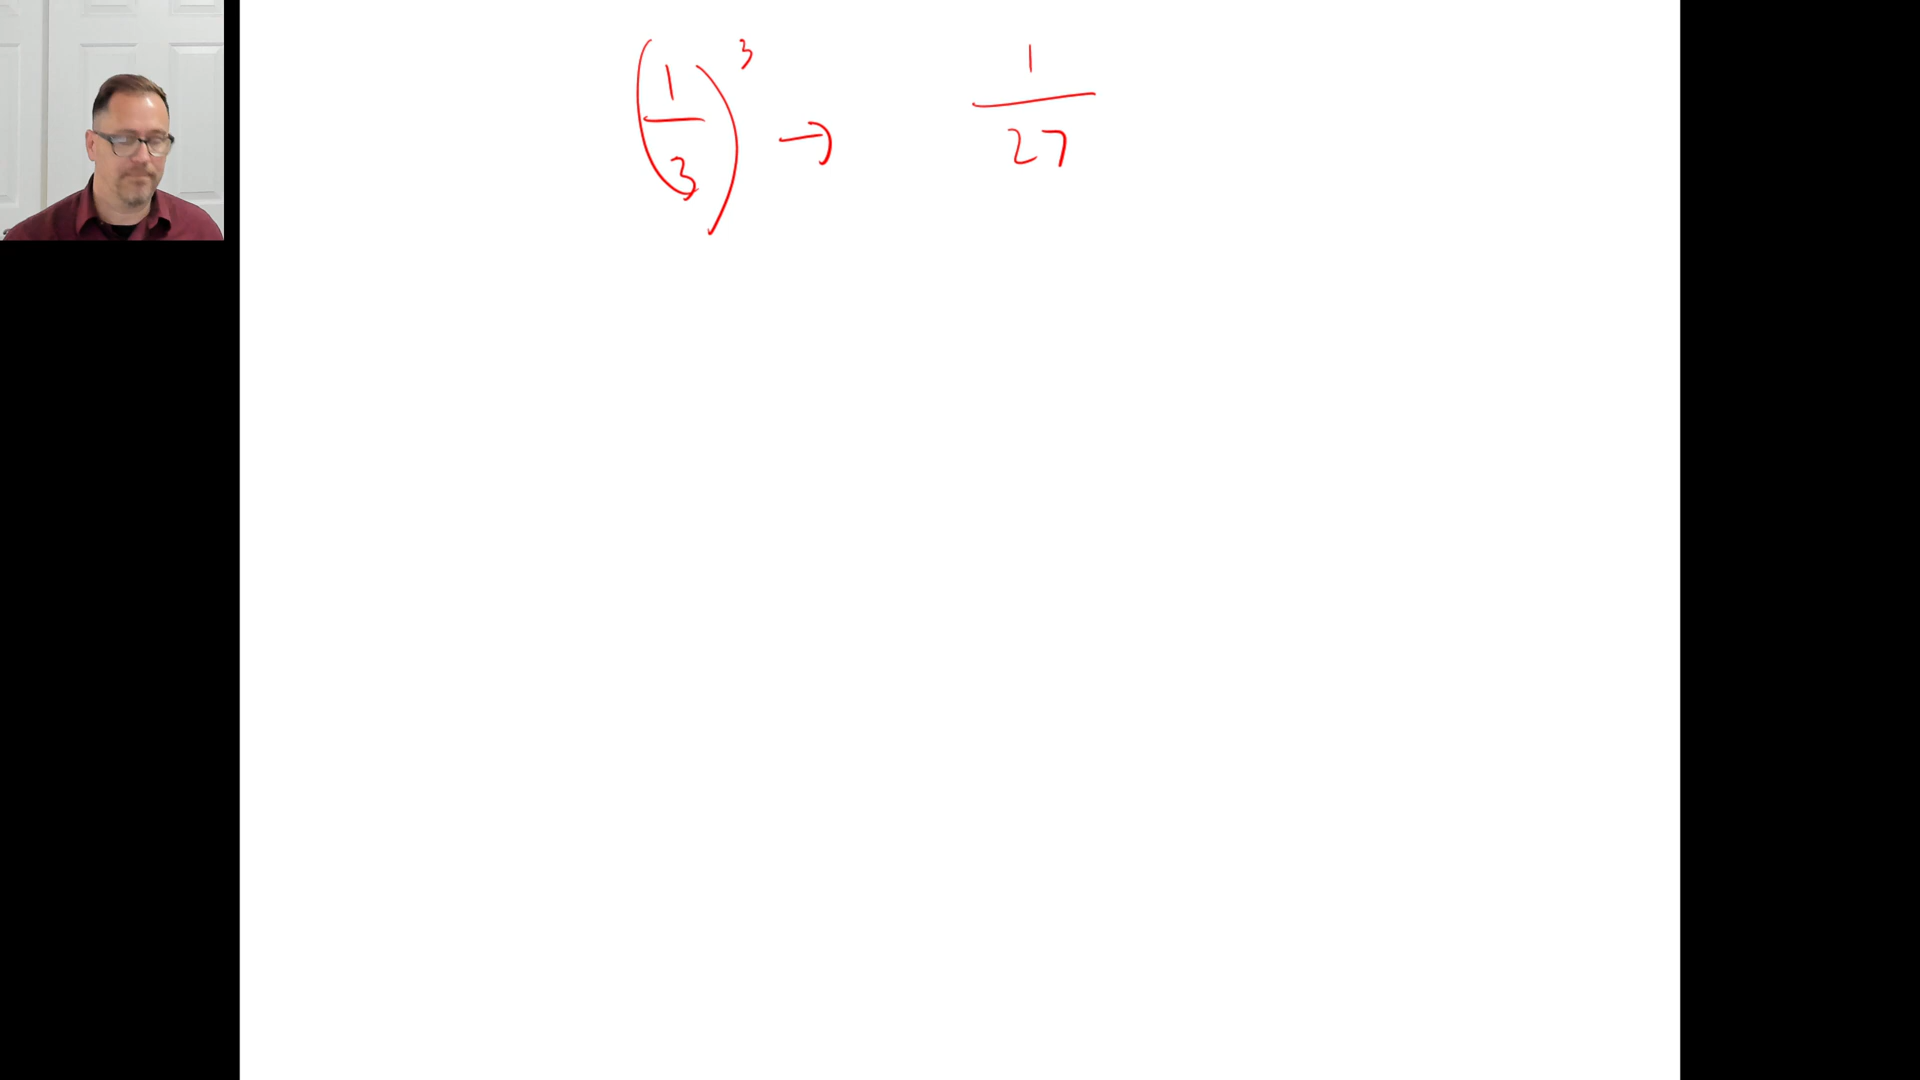 (1/3)³ → 1/27